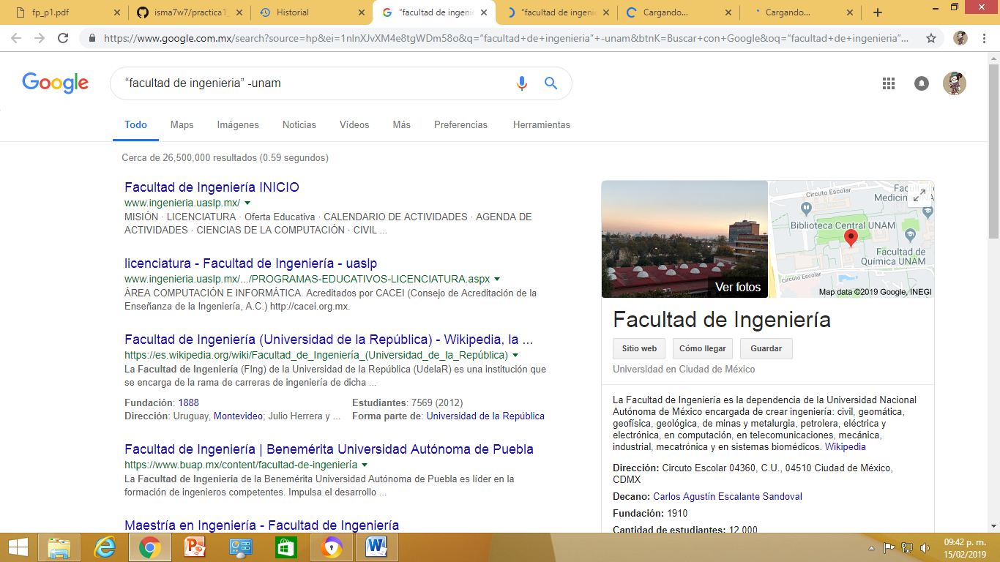 fp_p1.pdf
isma7w7/practica1_
Historial
“facultad de ingenie
“facultad de ingeni
Cargando...
Cargando...
https://www.google.com.mx/search?source=hp&ei=1nlnXJvXM4e8tgWDm58o&q=“facultad+de+ingenieria”+-unam&btnK=Buscar+con+Google&oq=“facultad+de+ingenieria”...
Google
“facultad de ingenieria” -unam
Todo Maps Imágenes Noticias Vídeos Más Preferencias Herramientas
Cerca de 26,500,000 resultados (0.59 segundos)
Facultad de Ingeniería INICIO
www.ingenieria.uaslp.mx/
MISIÓN · LICENCIATURA · Oferta Educativa · CALENDARIO DE ACTIVIDADES · AGENDA DE
ACTIVIDADES · CIENCIAS DE LA COMPUTACIÓN · CIVIL ...
licenciatura - Facultad de Ingeniería - uaslp
www.ingenieria.uaslp.mx/.../PROGRAMAS-EDUCATIVOS-LICENCIATURA.aspx
ÁREA COMPUTACIÓN E INFORMÁTICA. Acreditados por CACEI (Consejo de Acreditación de la
Enseñanza de la Ingeniería, A.C.) http://cacei.org.mx.
Facultad de Ingeniería (Universidad de la República) - Wikipedia, la ...
https://es.wikipedia.org/wiki/Facultad_de_Ingeniería_(Universidad_de_la_República)
La Facultad de Ingeniería (FIng) de la Universidad de la República (UdelaR) es una institución que
se encarga de la rama de carreras de ingeniería de dicha ...
Fundación: 1888 Estudiantes: 7569 (2012)
Dirección: Uruguay, Montevideo; Julio Herrera y ... Forma parte de: Universidad de la República
Facultad de Ingeniería | Benemérita Universidad Autónoma de Puebla
https://www.buap.mx/content/facultad-de-ingeniería
La Facultad de Ingeniería de la Benemérita Universidad Autónoma de Puebla es líder en la
formación de ingenieros competentes. Impulsa el desarrollo ...
Maestría en Ingeniería - Facultad de Ingeniería
Ver fotos
Circuito Escolar
Facul
Medicin UNA
Biblioteca Central UNAM
Facultad de
Química UNAM
Circuito Escolar
Map data ©2019 Google, INEGI
Facultad de Ingeniería
Sitio web Cómo llegar Guardar
Universidad en Ciudad de México
La Facultad de Ingeniería es la dependencia de la Universidad Nacional
Autónoma de México encargada de crear ingeniería: civil, geomática,
geofísica, geológica, de minas y metalurgia, petrolera, eléctrica y
electrónica, en computación, en telecomunicaciones, mecánica,
industrial, mecatrónica y en sistemas biomédicos. Wikipedia
Dirección: Circuto Escolar 04360, C.U., 04510 Ciudad de México,
CDMX
Decano: Carlos Agustín Escalante Sandoval
Fundación: 1910
Cantidad de estudiantes: 12,000
09:42 p. m.
15/02/2019